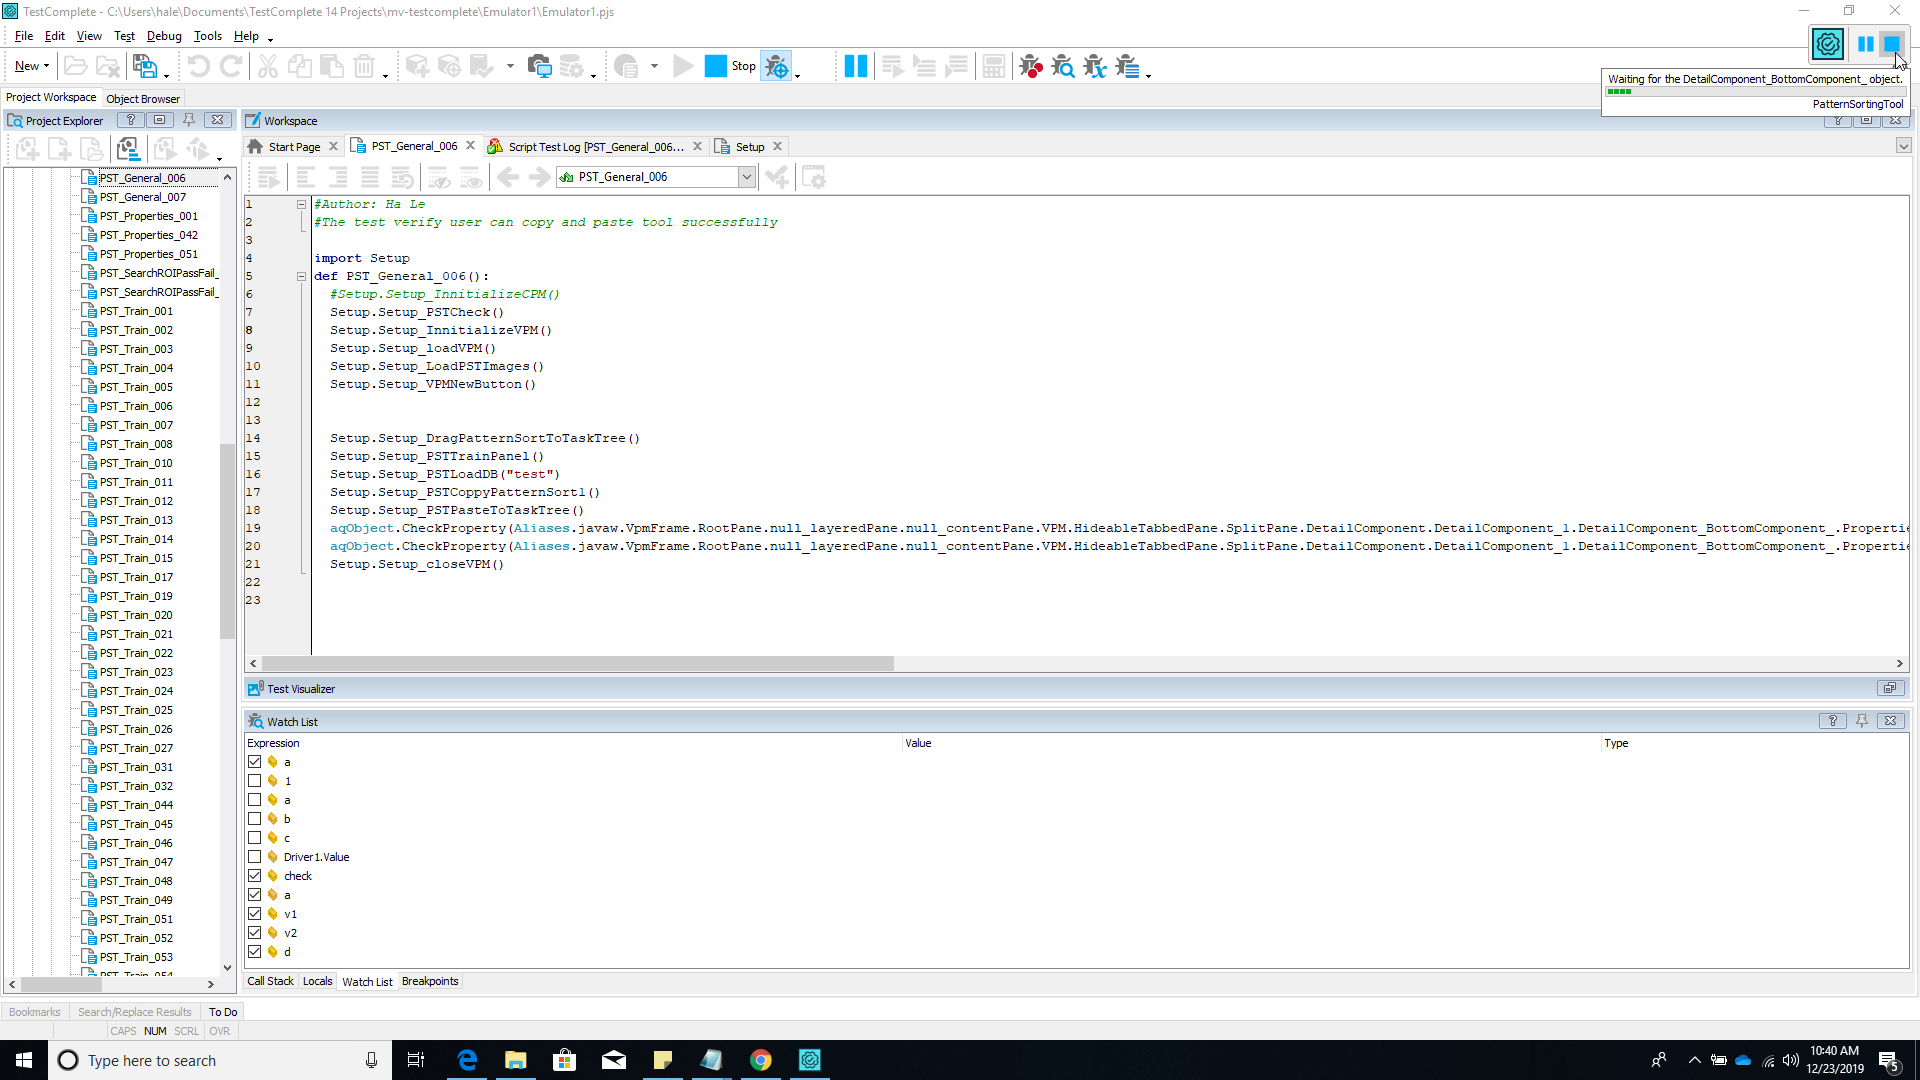 TestComplete - C:\Users\hale\Documents\TestComplete 14 Projects\mv-testcomplete\Emulator1\Emulator1.pjs
File Edit View Test Debug Tools Help
New
Stop
Waiting for the DetailComponent_BottomComponent_ object.
PatternSortingTool
Project Workspace Object Browser
Project Explorer
Workspace
Start Page PST_General_006 Script Test Log [PST_General_006... Setup
PST_General_006
PST_General_006
PST_General_007
PST_Properties_001
PST_Properties_042
PST_Properties_051
PST_SearchROIPassFail_
PST_SearchROIPassFail_
PST_Train_001
PST_Train_002
PST_Train_003
PST_Train_004
PST_Train_005
PST_Train_006
PST_Train_007
PST_Train_008
PST_Train_010
PST_Train_011
PST_Train_012
PST_Train_013
PST_Train_014
PST_Train_015
PST_Train_017
PST_Train_019
PST_Train_020
PST_Train_021
PST_Train_022
PST_Train_023
PST_Train_024
PST_Train_025
PST_Train_026
PST_Train_027
PST_Train_031
PST_Train_032
PST_Train_044
PST_Train_045
PST_Train_046
PST_Train_047
PST_Train_048
PST_Train_049
PST_Train_051
PST_Train_052
PST_Train_053
PST_Train_054
1 #Author: Ha Le
2 #The test verify user can copy and paste tool successfully
3
4 import Setup
5 def PST_General_006():
6 #Setup.Setup_InnitializeCPM()
7 Setup.Setup_PSTCheck()
8 Setup.Setup_InnitializeVPM()
9 Setup.Setup_loadVPM()
10 Setup.Setup_LoadPSTImages()
11 Setup.Setup_VPMNewButton()
12
13
14 Setup.Setup_DragPatternSortToTaskTree()
15 Setup.Setup_PSTTrainPanel()
16 Setup.Setup_PSTLoadDB("test")
17 Setup.Setup_PSTCoppyPatternSort1()
18 Setup.Setup_PSTPasteToTaskTree()
19 aqObject.CheckProperty(Aliases.javaw.VpmFrame.RootPane.null_layeredPane.null_contentPane.VPM.HideableTabbedPane.SplitPane.DetailComponent.DetailComponent_1.DetailComponent_BottomComponent_.Propertie
20 aqObject.CheckProperty(Aliases.javaw.VpmFrame.RootPane.null_layeredPane.null_contentPane.VPM.HideableTabbedPane.SplitPane.DetailComponent.DetailComponent_1.DetailComponent_BottomComponent_.Propertie
21 Setup.Setup_closeVPM()
22
23
Test Visualizer
Watch List
Expression Value Type
a
1
a
b
c
Driver1.Value
check
a
v1
v2
d
Call Stack Locals Watch List Breakpoints
Bookmarks Search/Replace Results To Do
CAPS NUM SCRL OVR
Type here to search
10:40 AM
12/23/2019
5